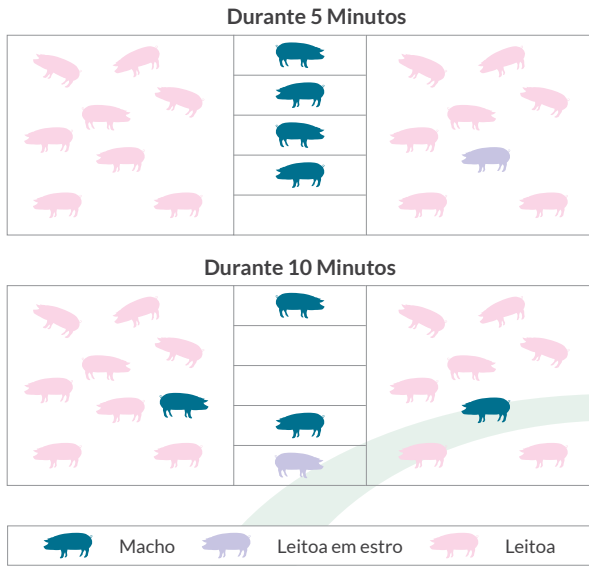 Durante 5 Minutos
Durante 10 Minutos
Macho
Leitoa em estro
Leitoa